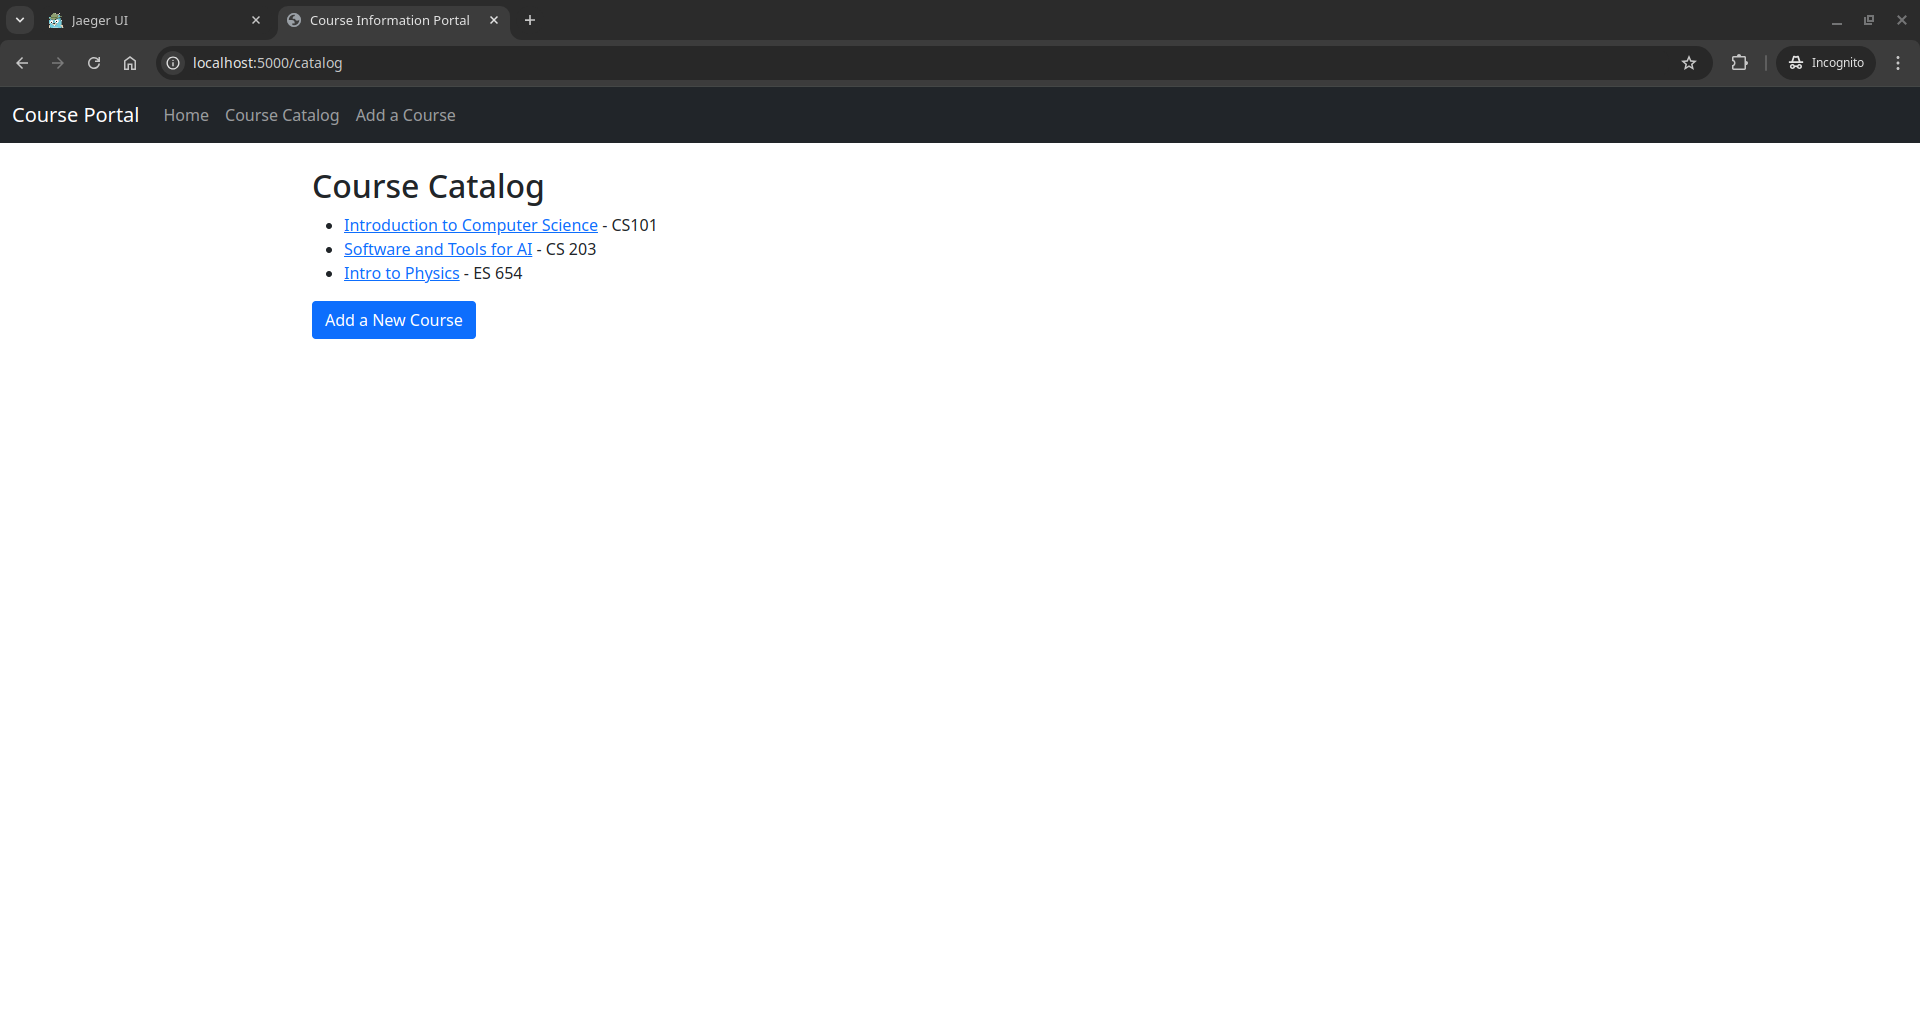 Jaeger UI
Course Information Portal
localhost:5000/catalog
Incognito
Course Portal Home Course Catalog Add a Course
Course Catalog
Introduction to Computer Science - CS101
Software and Tools for AI - CS 203
Intro to Physics - ES 654
Add a New Course